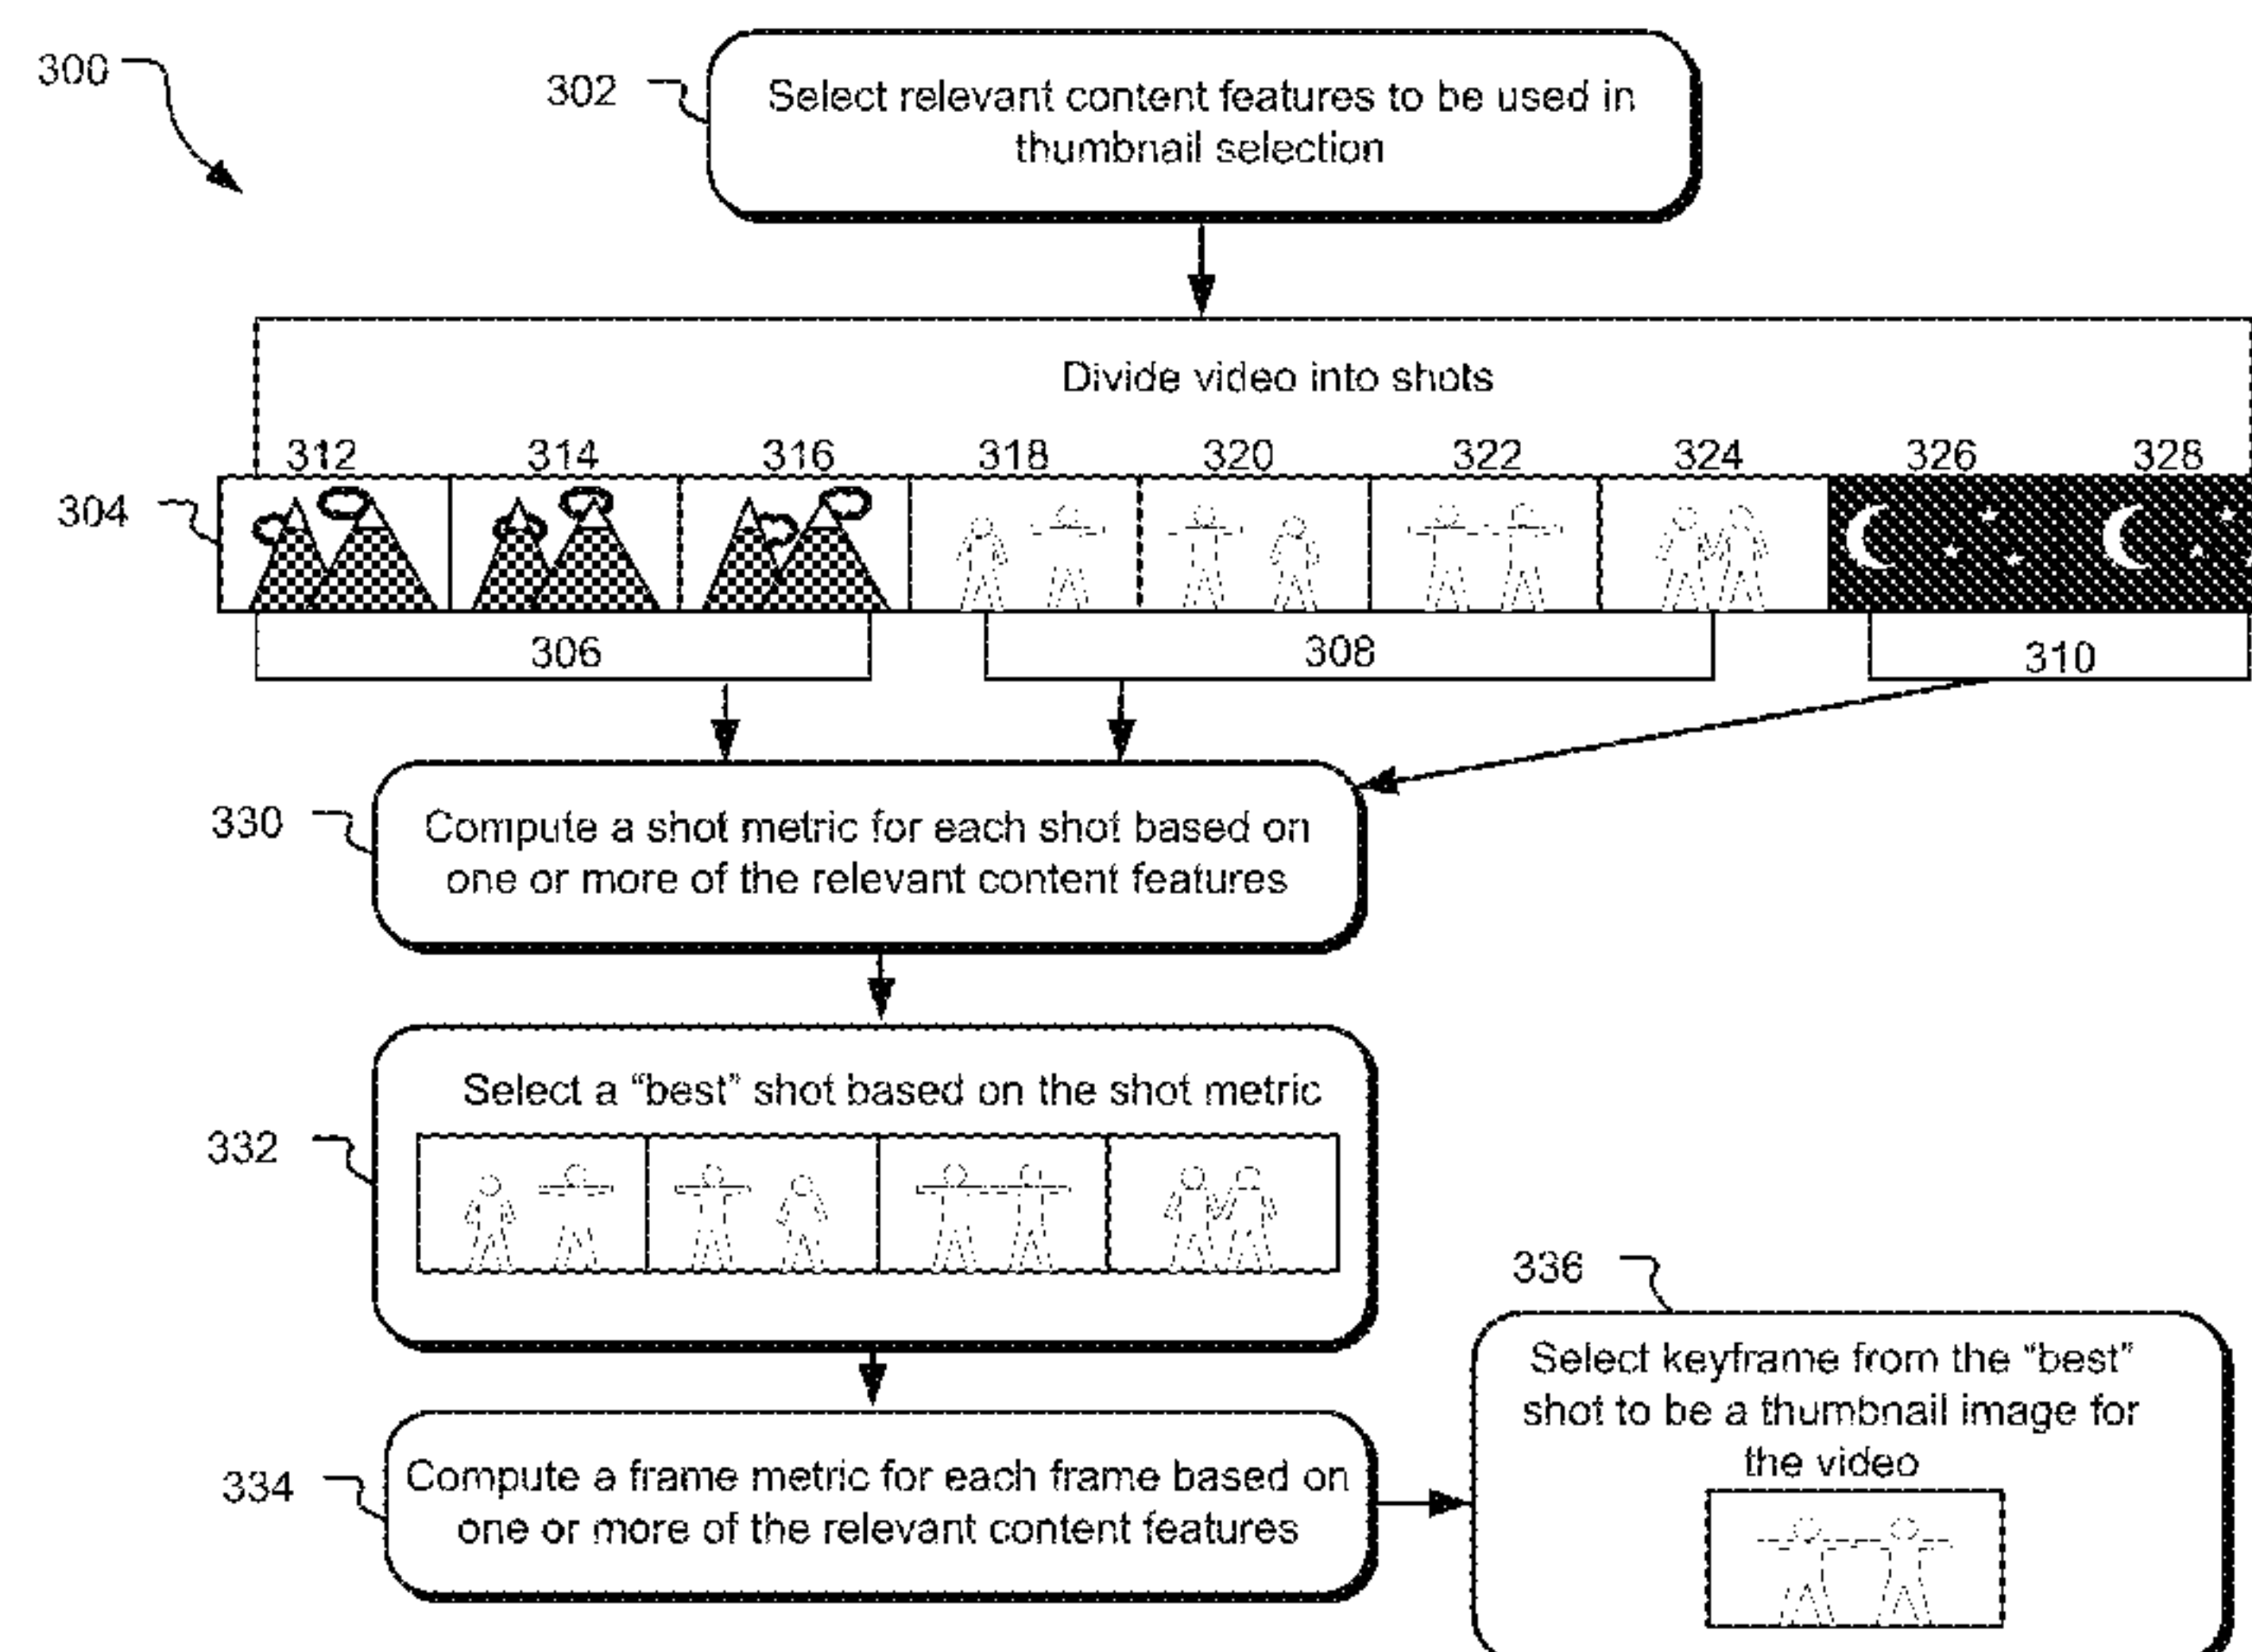 300
302
Select relevant content features to be used in
thumbnail selection
Divide video into shots
312 314 316 318 320 322 324 326 328
304
306 308 310
330
Compute a shot metric for each shot based on
one or more of the relevant content features
332
Select a “best” shot based on the shot metric
334
Compute a frame metric for each frame based on
one or more of the relevant content features
336
Select keyframe from the “best”
shot to be a thumbnail image for
the video